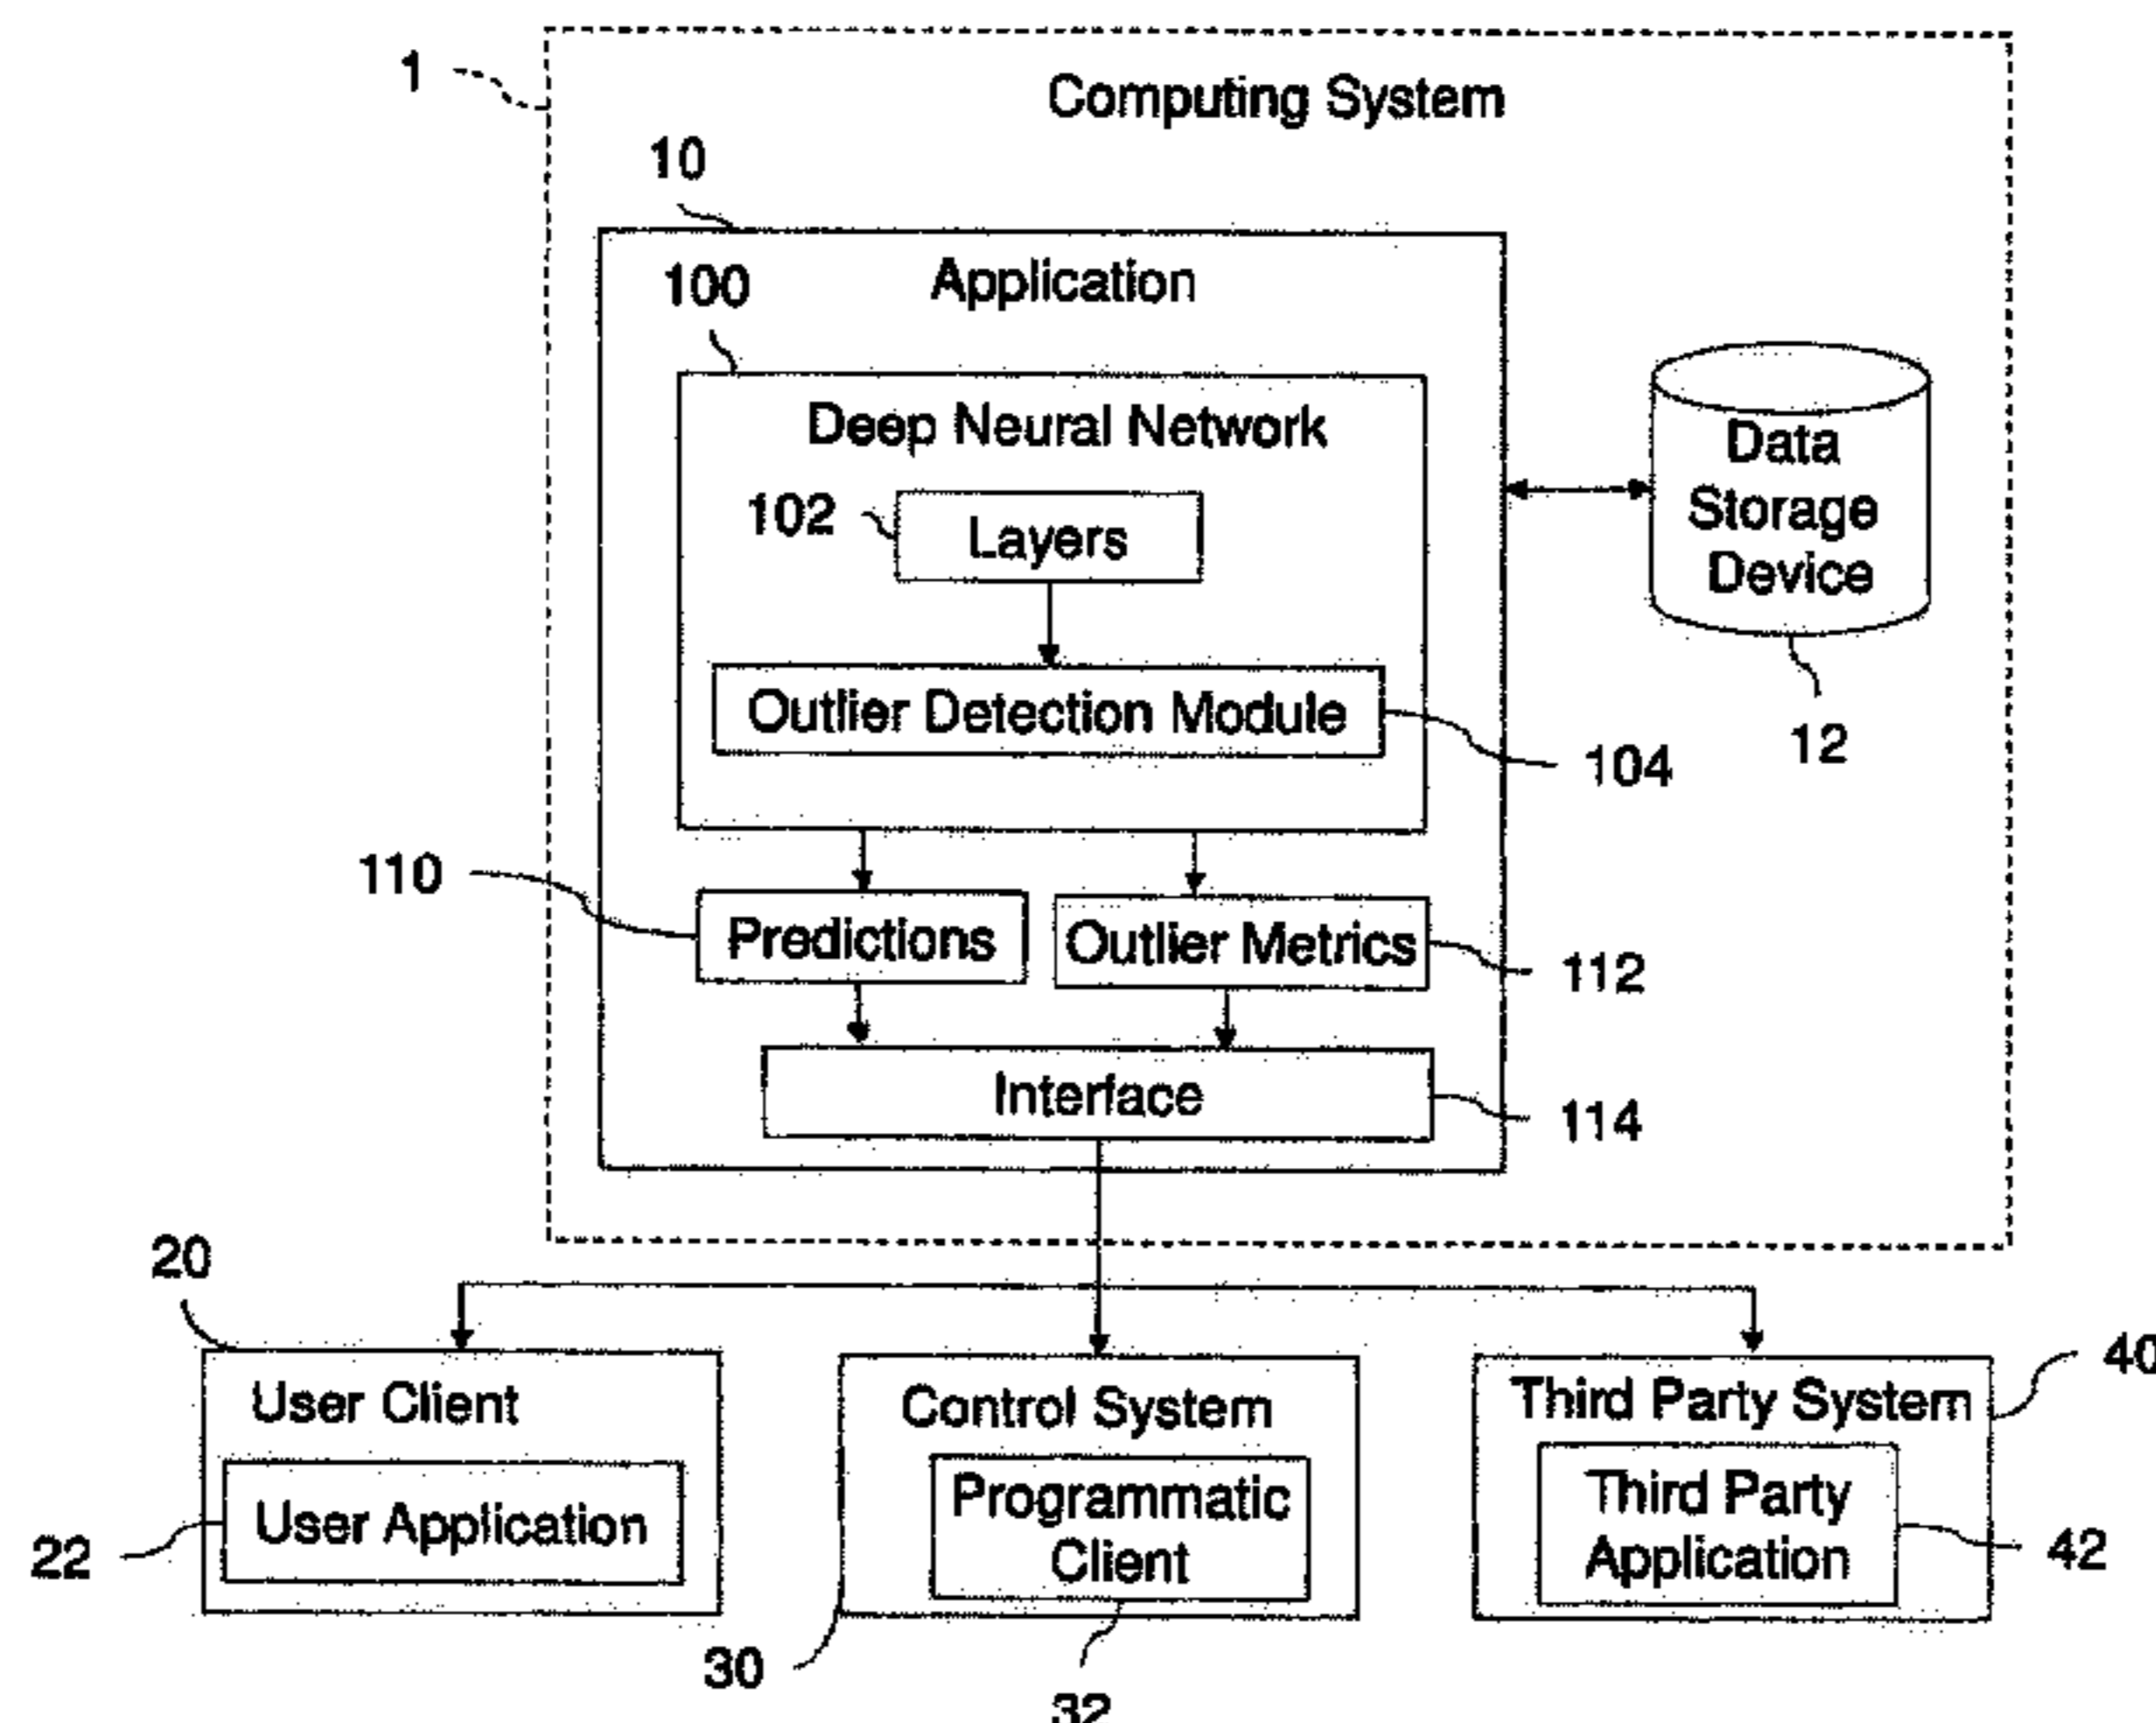 1
Computing System
10
Application
100
Deep Neural Network
102
Layers
Data
Storage
Device
Outlier Detection Module
104
12
110
Predictions
Outlier Metrics
112
Interface
114
20
User Client
Control System
Third Party System
40
User Application
22
Programmatic
Client
Third Party
Application
42
30
32